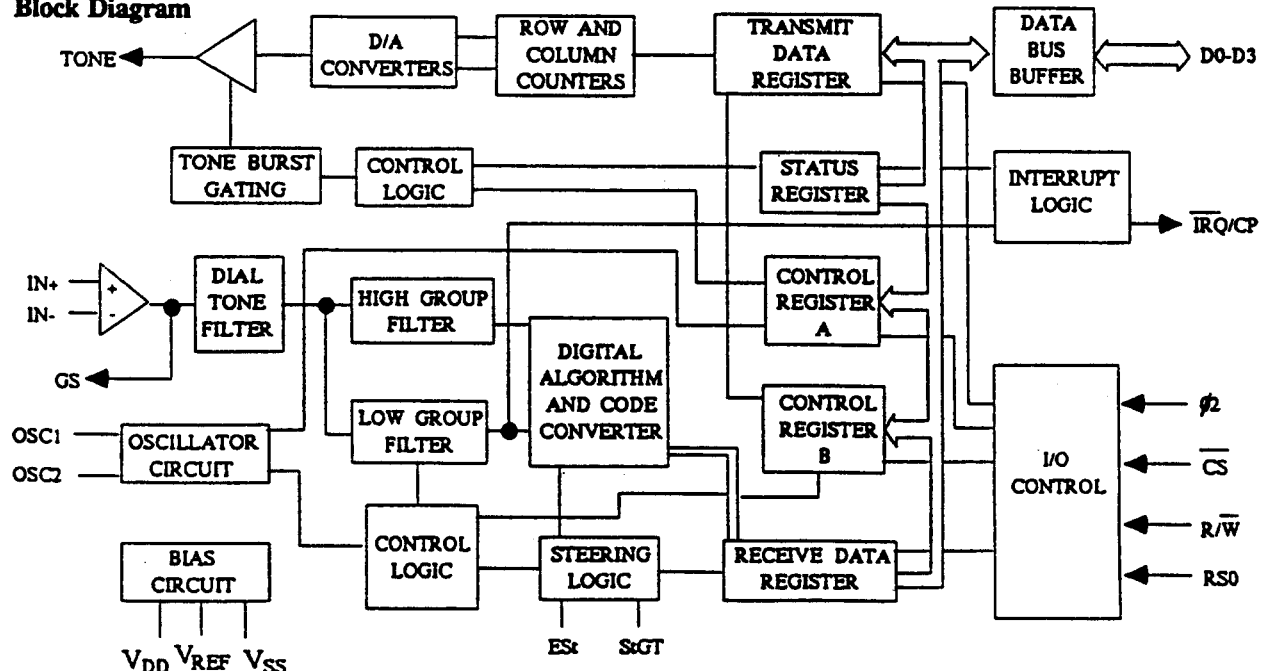 Block Diagram
TONE
D/A
CONVERTERS
ROW AND
COLUMN
COUNTERS
TRANSMIT
DATA
REGISTER
DATA
BUS
BUFFER
D0-D3
TONE BURST
GATING
CONTROL
LOGIC
STATUS
REGISTER
INTERRUPT
LOGIC
I̅R̅Q̅/CP
IN+
IN-
+
-
GS
DIAL
TONE
FILTER
HIGH GROUP
FILTER
LOW GROUP
FILTER
DIGITAL
ALGORITHM
AND CODE
CONVERTER
CONTROL
REGISTER
A
CONTROL
REGISTER
B
I/O
CONTROL
ϕ2
C̅S̅
R/W̅
RS0
OSC1
OSC2
OSCILLATOR
CIRCUIT
BIAS
CIRCUIT
VDD VREF VSS
CONTROL
LOGIC
STEERING
LOGIC
ESt StGT
RECEIVE DATA
REGISTER